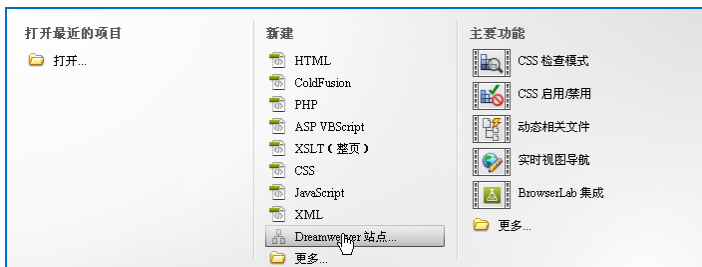 打开最近的项目
打开...
新建
HTML
ColdFusion
PHP
ASP VBScript
XSLT（整页）
CSS
JavaScript
XML
Dreamweaver 站点...
更多...
主要功能
CSS 检查模式
CSS 启用/禁用
动态相关文件
实时视图导航
BrowserLab 集成
更多...